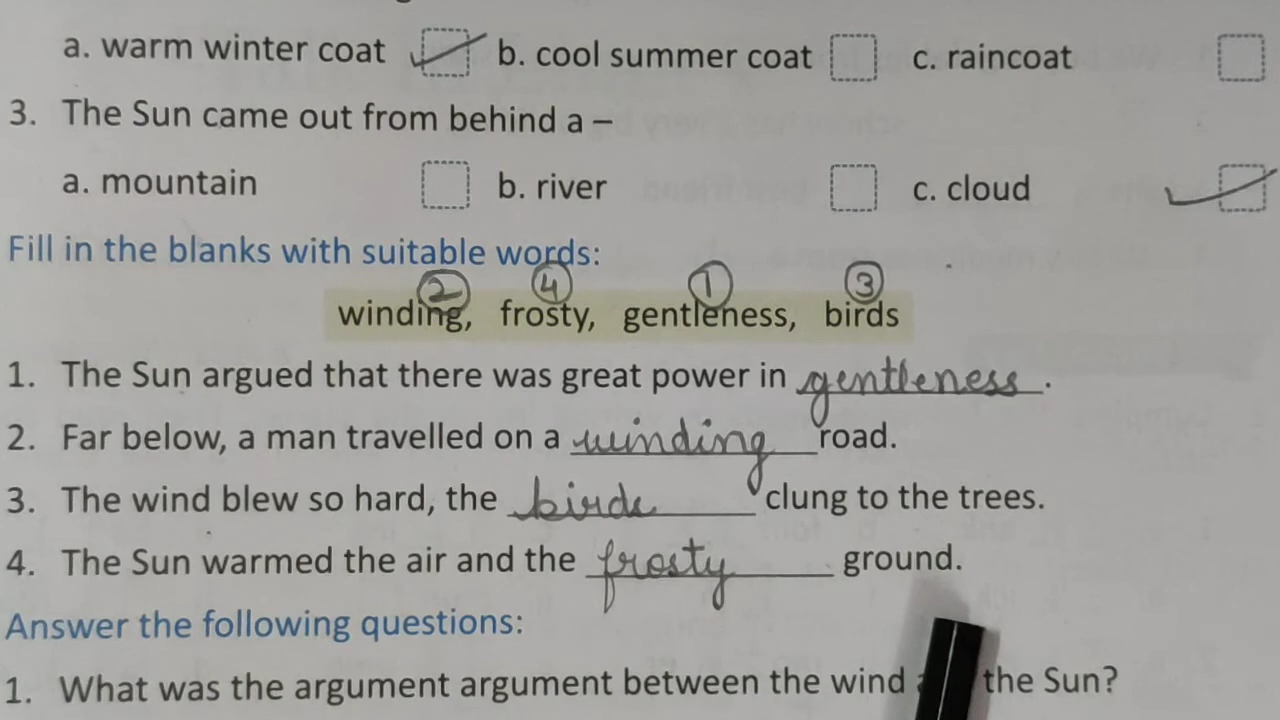 a. warm winter coat b. cool summer coat c. raincoat
3. The Sun came out from behind a –
a. mountain b. river c. cloud
Fill in the blanks with suitable words:
2 4 1 3
winding, frosty, gentleness, birds
1. The Sun argued that there was great power in gentleness.
2. Far below, a man travelled on a winding road.
3. The wind blew so hard, the birds clung to the trees.
4. The Sun warmed the air and the frosty ground.
Answer the following questions:
1. What was the argument argument between the wind the Sun?